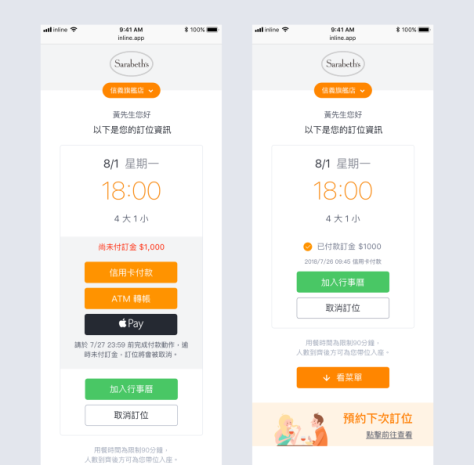 inline
9:41 AM
100%
inline.app
Sarabeth's
信義旗艦店
黃先生您好
以下是您的訂位資訊
8/1 星期一
18:00
4 大 1 小
尚未付訂金 $1,000
信用卡付款
ATM 轉帳
Pay
請於 7/27 23:59 前完成付款動作，逾
時未付訂金，訂位將會被取消。
加入行事曆
取消訂位
用餐時間為限制90分鐘，
人數到齊後方可為您帶位入座。
inline
9:41 AM
100%
inline.app
Sarabeth's
信義旗艦店
黃先生您好
以下是您的訂位資訊
8/1 星期一
18:00
4 大 1 小
已付款訂金 $1000
2016/7/26 09:45 信用卡付款
加入行事曆
取消訂位
用餐時間為限制90分鐘，
人數到齊後方可為您帶位入座。
看菜單
預約下次訂位
點擊前往查看